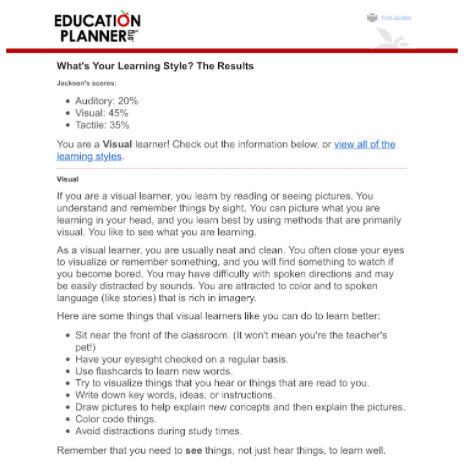 EDUCATION
PLANNER.org
Print Window
What's Your Learning Style? The Results
Jackson's scores:
• Auditory: 20%
• Visual: 45%
• Tactile: 35%
You are a Visual learner! Check out the information below, or view all of the
learning styles.
Visual
If you are a visual learner, you learn by reading or seeing pictures. You
understand and remember things by sight. You can picture what you are
learning in your head, and you learn best by using methods that are primarily
visual. You like to see what you are learning.
As a visual learner, you are usually neat and clean. You often close your eyes
to visualize or remember something, and you will find something to watch if
you become bored. You may have difficulty with spoken directions and may
be easily distracted by sounds. You are attracted to color and to spoken
language (like stories) that is rich in imagery.
Here are some things that visual learners like you can do to learn better:
• Sit near the front of the classroom. (It won't mean you're the teacher's
pet!)
• Have your eyesight checked on a regular basis.
• Use flashcards to learn new words.
• Try to visualize things that you hear or things that are read to you.
• Write down key words, ideas, or instructions.
• Draw pictures to help explain new concepts and then explain the pictures.
• Color code things.
• Avoid distractions during study times.
Remember that you need to see things, not just hear things, to learn well.